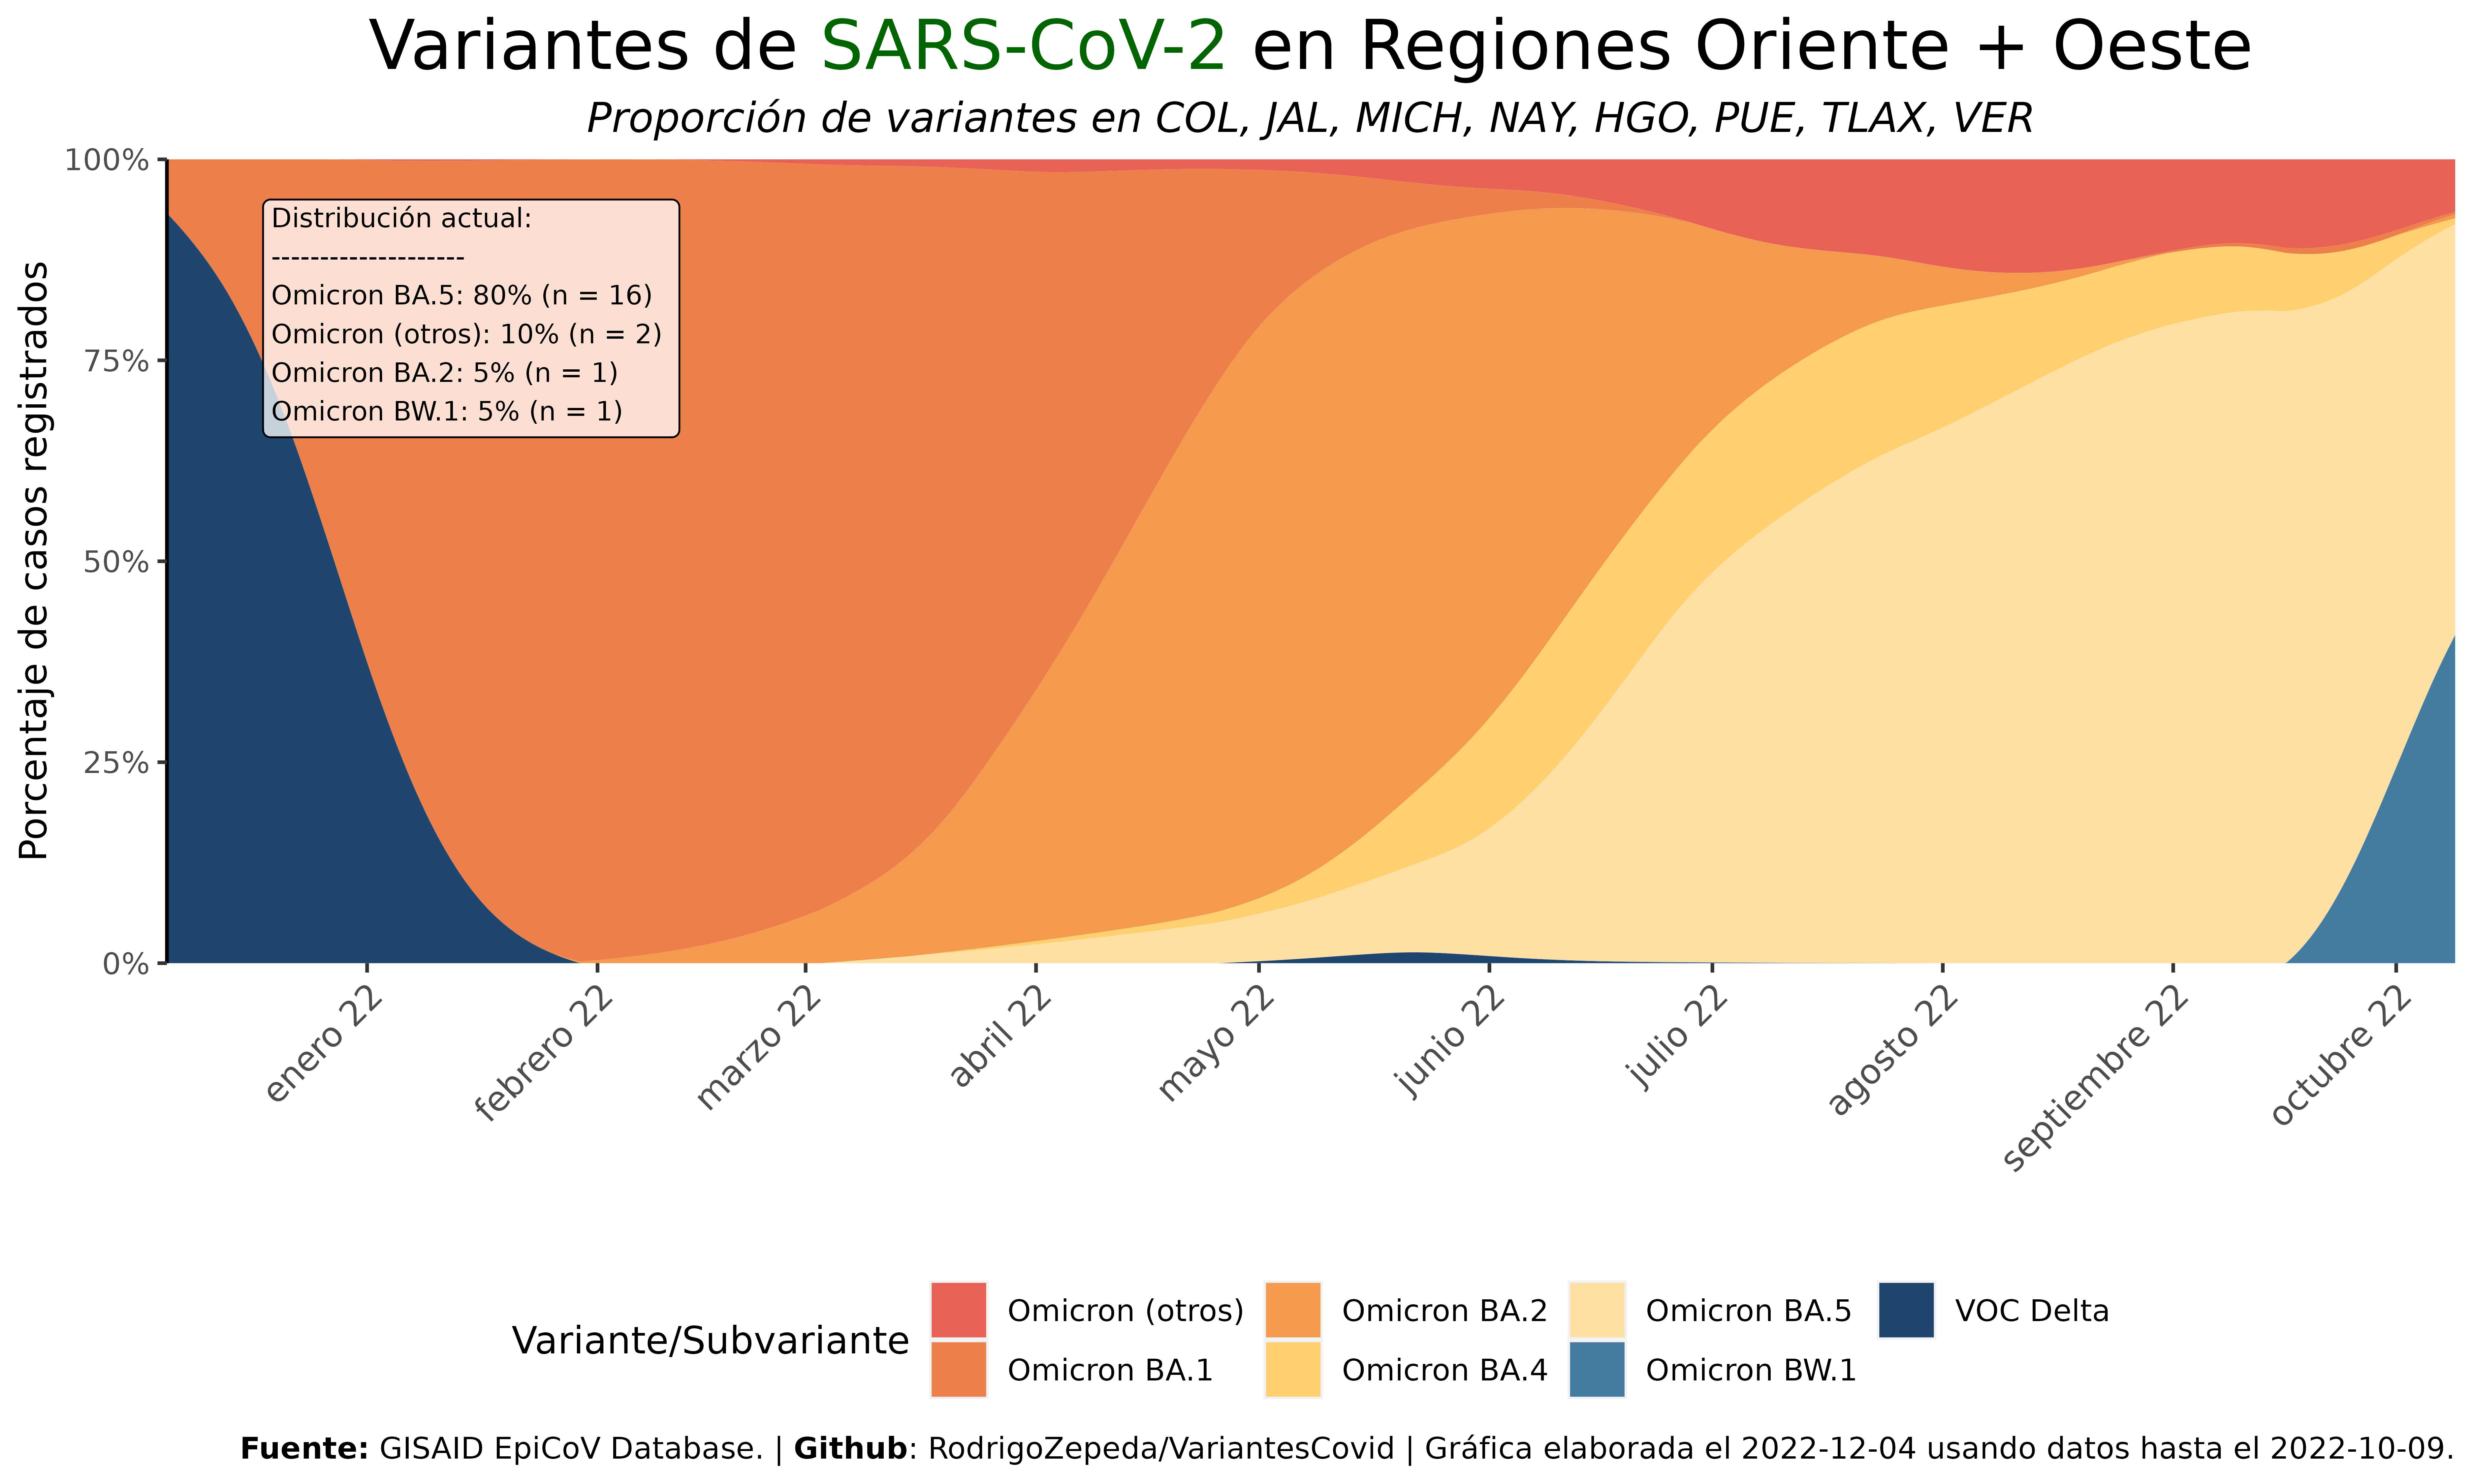 Variantes de SARS-CoV-2 en Regiones Oriente + Oeste
Proporción de variantes en COL, JAL, MICH, NAY, HGO, PUE, TLAX, VER
Porcentaje de casos registrados
100%
75%
50%
25%
0%
Distribución actual:
--------------------
Omicron BA.5: 80% (n = 16)
Omicron (otros): 10% (n = 2)
Omicron BA.2: 5% (n = 1)
Omicron BW.1: 5% (n = 1)
enero 22
febrero 22
marzo 22
abril 22
mayo 22
junio 22
julio 22
agosto 22
septiembre 22
octubre 22
Variante/Subvariante
Omicron (otros)
Omicron BA.1
Omicron BA.2
Omicron BA.4
Omicron BA.5
Omicron BW.1
VOC Delta
Fuente: GISAID EpiCoV Database. | Github: RodrigoZepeda/VariantesCovid | Gráfica elaborada el 2022-12-04 usando datos hasta el 2022-10-09.